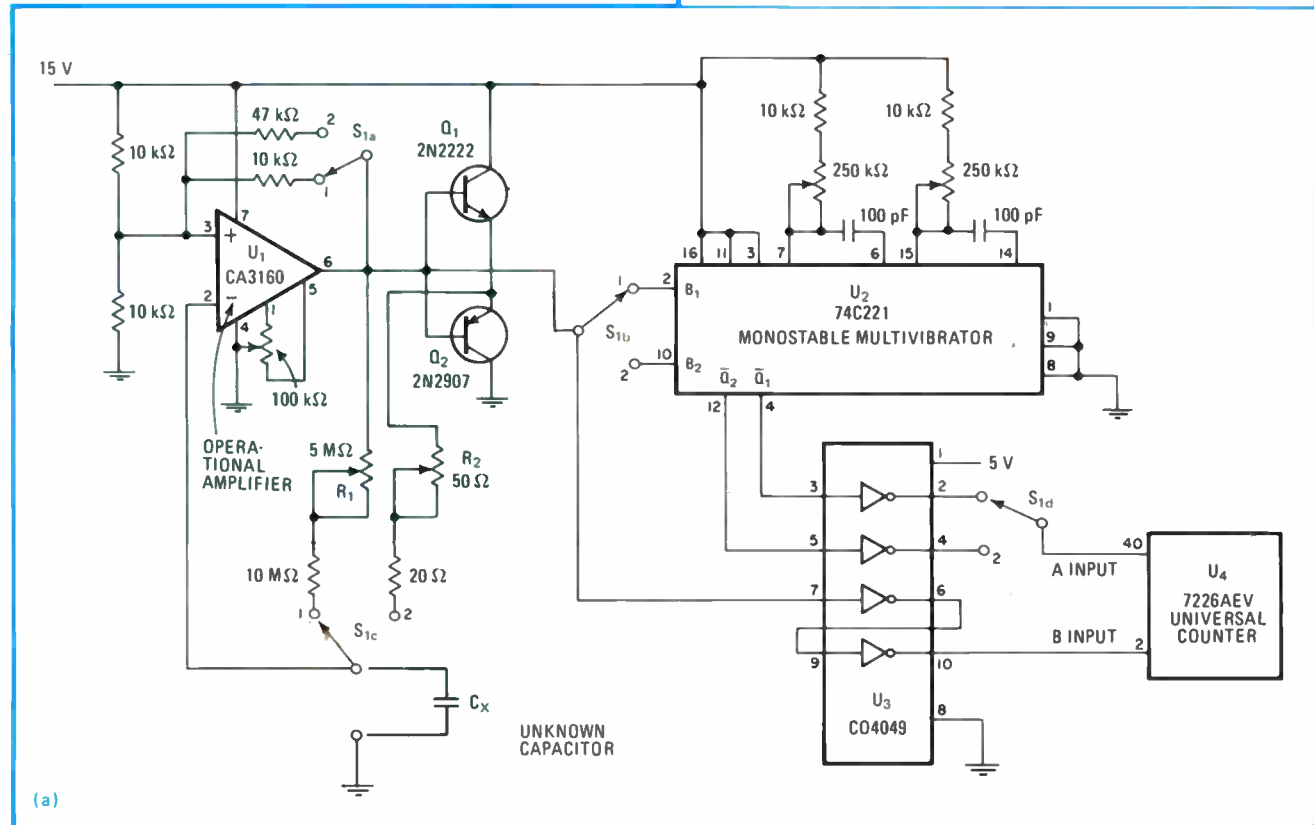 15 V
10 kΩ
47 kΩ
2
S1a
10 kΩ
1
Q1
2N2222
3
+
7
U1
CA3160
6
5
2
–
4
1
10 kΩ
100 kΩ
OPERA-
TIONAL
AMPLIFIER
Q2
2N2907
5 MΩ
R1
R2
50 Ω
10 MΩ
20 Ω
1
2
S1c
CX
UNKNOWN
CAPACITOR
10 kΩ
10 kΩ
250 kΩ
250 kΩ
100 pF
100 pF
16
11
3
7
6
15
14
1
2
B1
S1b
2
10
B2
U2
74C221
MONOSTABLE MULTIVIBRATOR
1
9
8
Q̄2
Q̄1
12
4
1
5 V
3
2
S1d
5
4
2
7
6
9
10
U3
CO4049
8
40
A INPUT
B INPUT
2
U4
7226AEV
UNIVERSAL
COUNTER
(a)